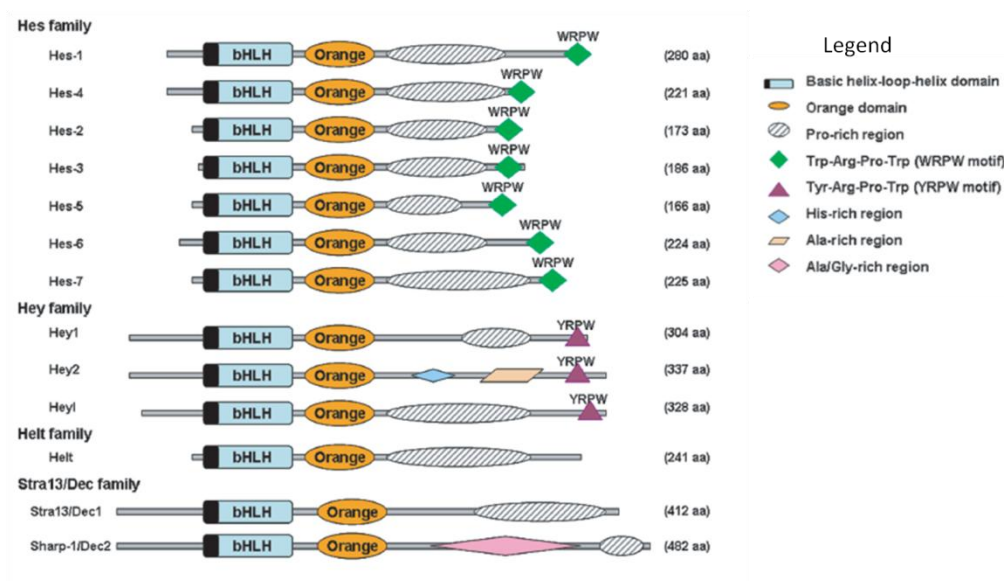 Hes family
WRPW
Hes-1 bHLH Orange (280 aa)
WRPW
Hes-4 bHLH Orange (221 aa)
WRPW
Hes-2 bHLH Orange (173 aa)
WRPW
Hes-3 bHLH Orange (186 aa)
WRPW
Hes-5 bHLH Orange (166 aa)
WRPW
Hes-6 bHLH Orange (224 aa)
WRPW
Hes-7 bHLH Orange (225 aa)
Hey family
YRPW
Hey1 bHLH Orange (304 aa)
YRPW
Hey2 bHLH Orange (337 aa)
YRPW
Heyl bHLH Orange (328 aa)
Helt family
Helt bHLH Orange (241 aa)
Stra13/Dec family
Stra13/Dec1 bHLH Orange (412 aa)
Sharp-1/Dec2 bHLH Orange (482 aa)
Legend
Basic helix-loop-helix domain
Orange domain
Pro-rich region
Trp-Arg-Pro-Trp (WRPW motif)
Tyr-Arg-Pro-Trp (YRPW motif)
His-rich region
Ala-rich region
Ala/Gly-rich region